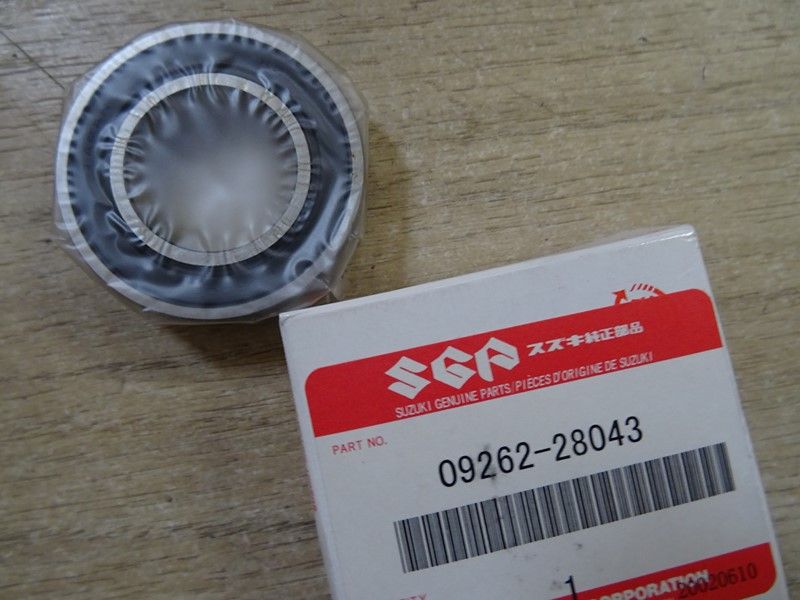 SGP スズキ純正部品
SUZUKI GENUINE PARTS/PIÈCES D'ORIGINE DE SUZUKI
PART NO.
09262-28043
1
CORPORATION
20020610